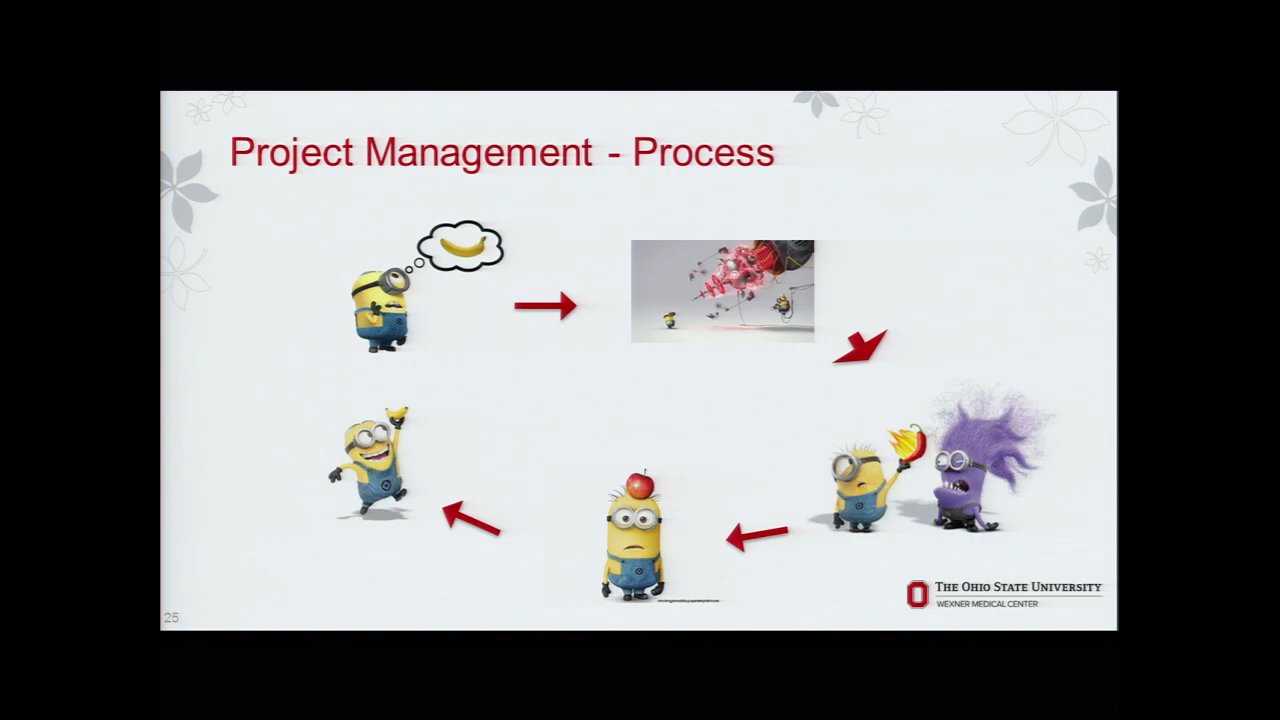 Project Management - Process
THE OHIO STATE UNIVERSITY
WEXNER MEDICAL CENTER
25